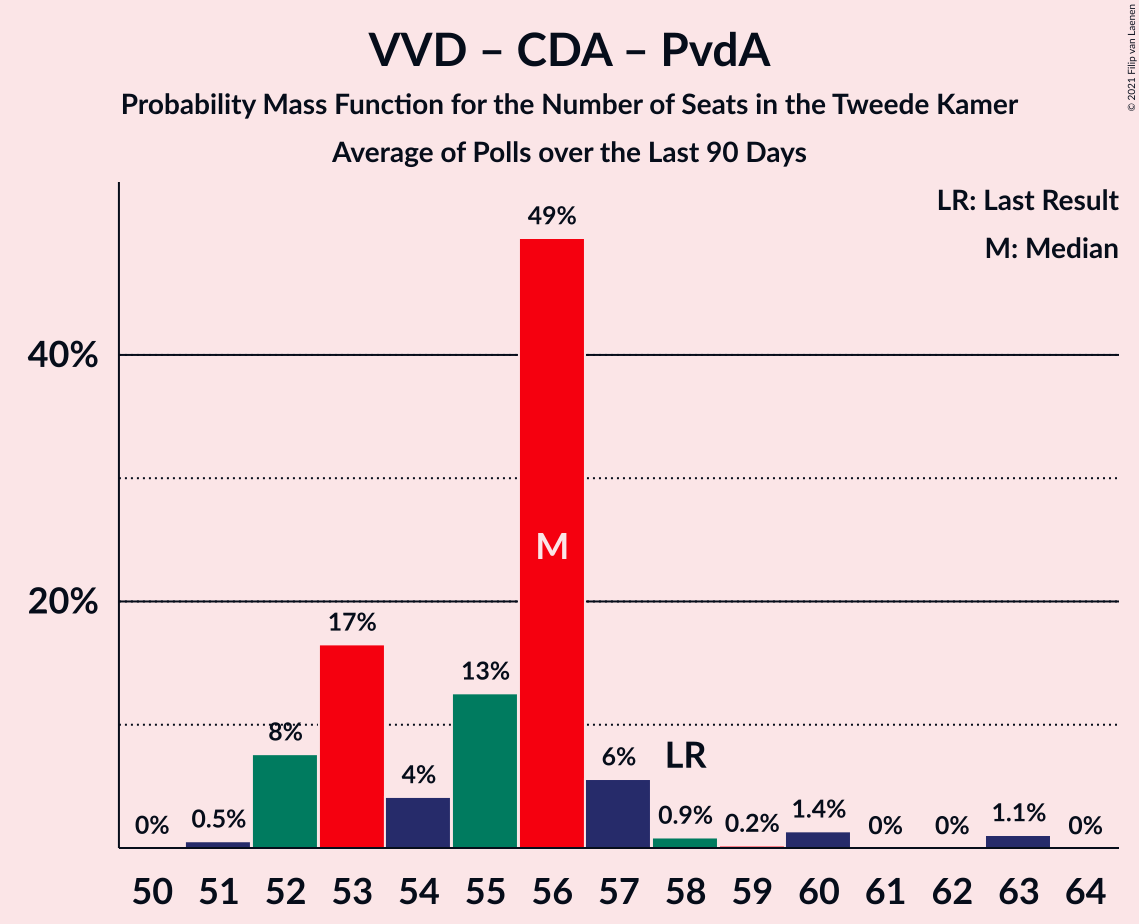 VVD – CDA – PvdA
Probability Mass Function for the Number of Seats in the Tweede Kamer
Average of Polls over the Last 90 Days
© 2021 Filip van Laenen
LR: Last Result
M: Median
40%
20%
0%
0.5%
8%
17%
4%
13%
49%
M
6%
LR
0.9%
0.2%
1.4%
0%
0%
1.1%
0%
50 51 52 53 54 55 56 57 58 59 60 61 62 63 64